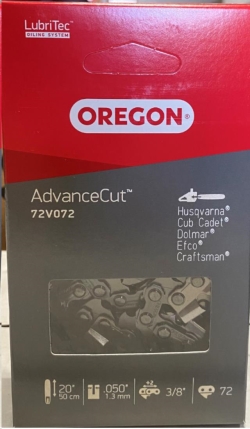 LubriTec™
OILING SYSTEM
OREGON®
AdvanceCut™
72V072
Husqvarna®
Cub Cadet®
Dolmar®
Efco®
Craftsman®
20" .050" 3/8" 72
50 cm 1.3 mm